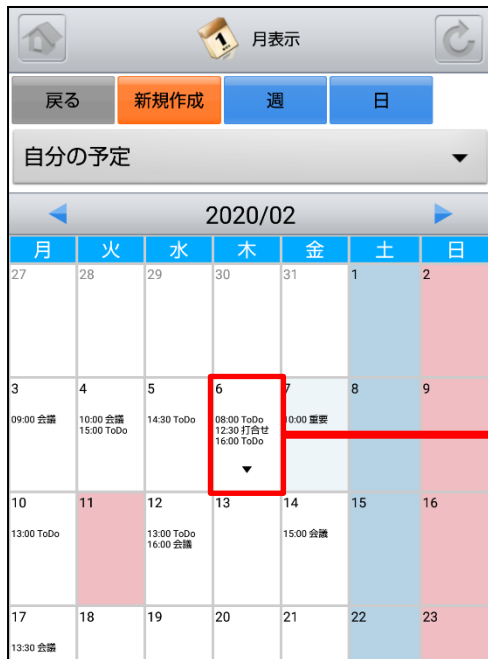 1
月表示
戻る 新規作成 週 日
自分の予定
2020/02
月 火 水 木 金 土 日
27 28 29 30 31 1 2
3 4 5 6 7 8 9
09:00 会議
10:00 会議
15:00 ToDo
14:30 ToDo
08:00 ToDo
12:30 打合せ
16:00 ToDo
10:00 重要
10 11 12 13 14 15 16
13:00 ToDo
13:00 ToDo
16:00 会議
15:00 会議
17 18 19 20 21 22 23
13:30 会議